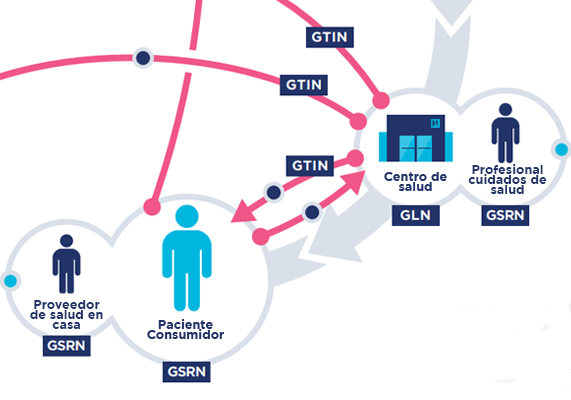 GTIN
GTIN
GTIN
H
Centro de
salud
GLN
Profesional
cuidados de
salud
GSRN
Proveedor
de salud en
casa
GSRN
Paciente
Consumidor
GSRN